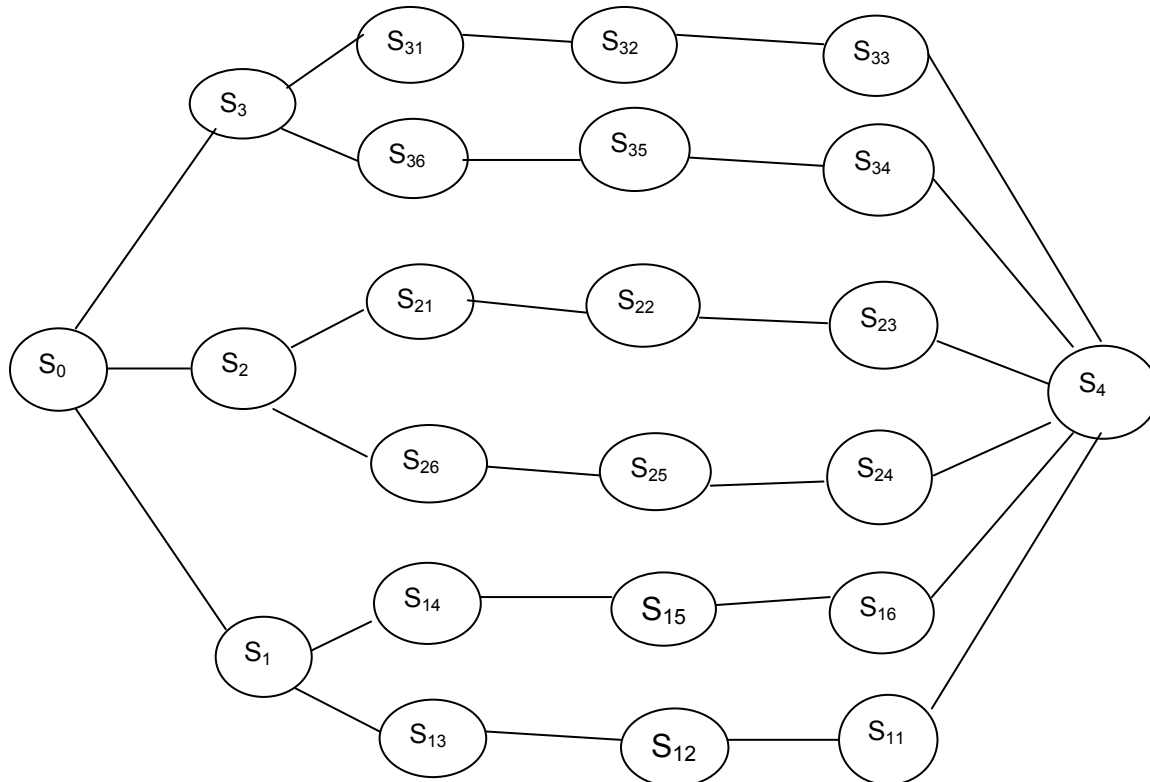 S₃₁ S₃₂ S₃₃
S₃
S₃₆ S₃₅ S₃₄
S₂₁ S₂₂ S₂₃
S₀ S₂ S₄
S₂₆ S₂₅ S₂₄
S₁₄ S₁₅ S₁₆
S₁
S₁₃ S₁₂ S₁₁